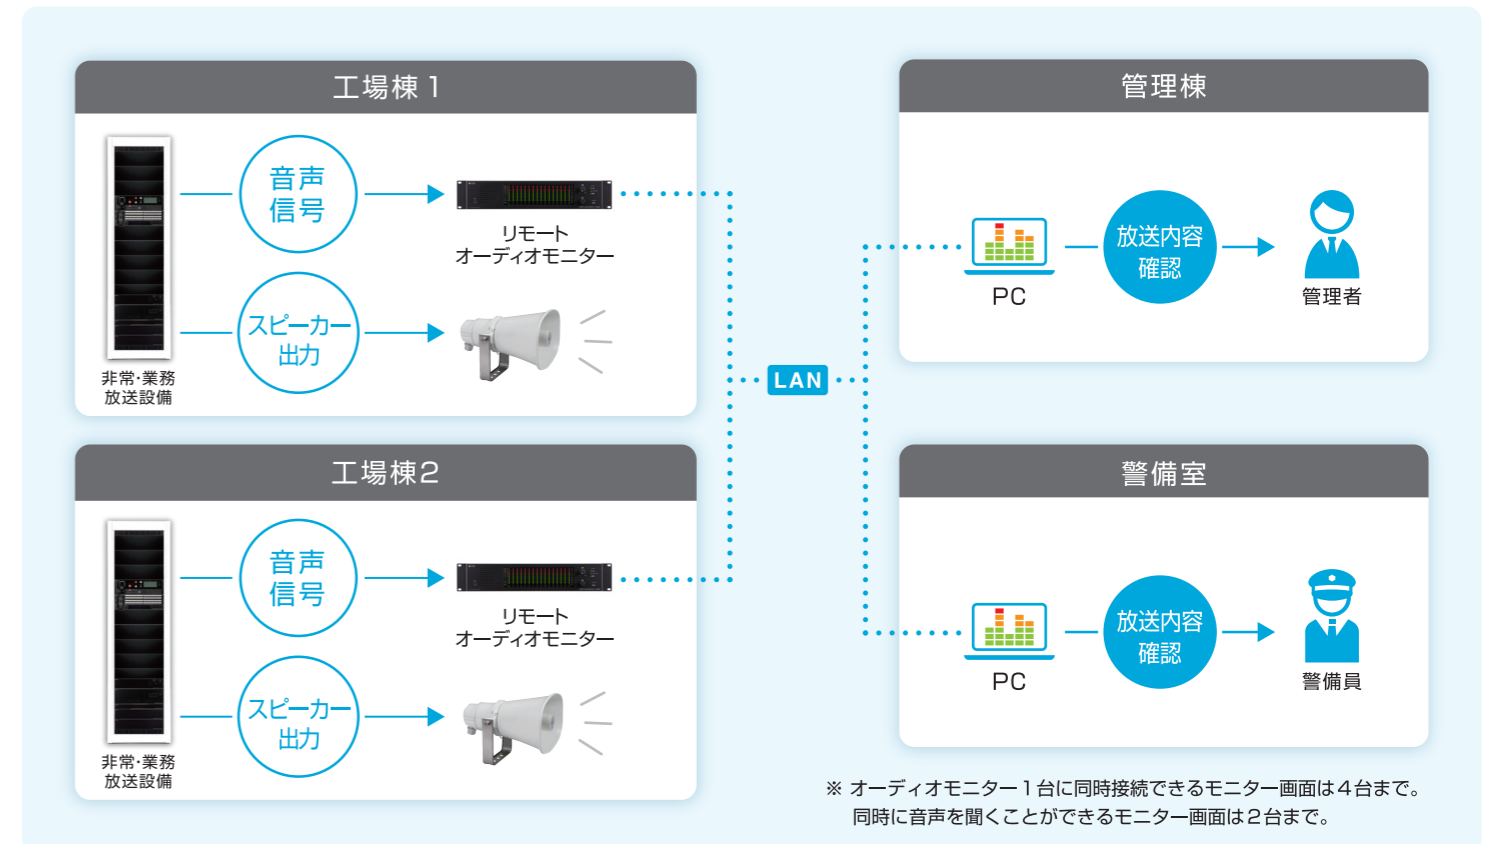 工場棟1
音声
信号
リモート
オーディオモニター
スピーカー
出力
非常・業務
放送設備
工場棟2
音声
信号
リモート
オーディオモニター
スピーカー
出力
非常・業務
放送設備
LAN
管理棟
PC
放送内容
確認
管理者
警備室
PC
放送内容
確認
警備員
※ オーディオモニター1台に同時接続できるモニター画面は4台まで。
同時に音声を聞くことができるモニター画面は2台まで。